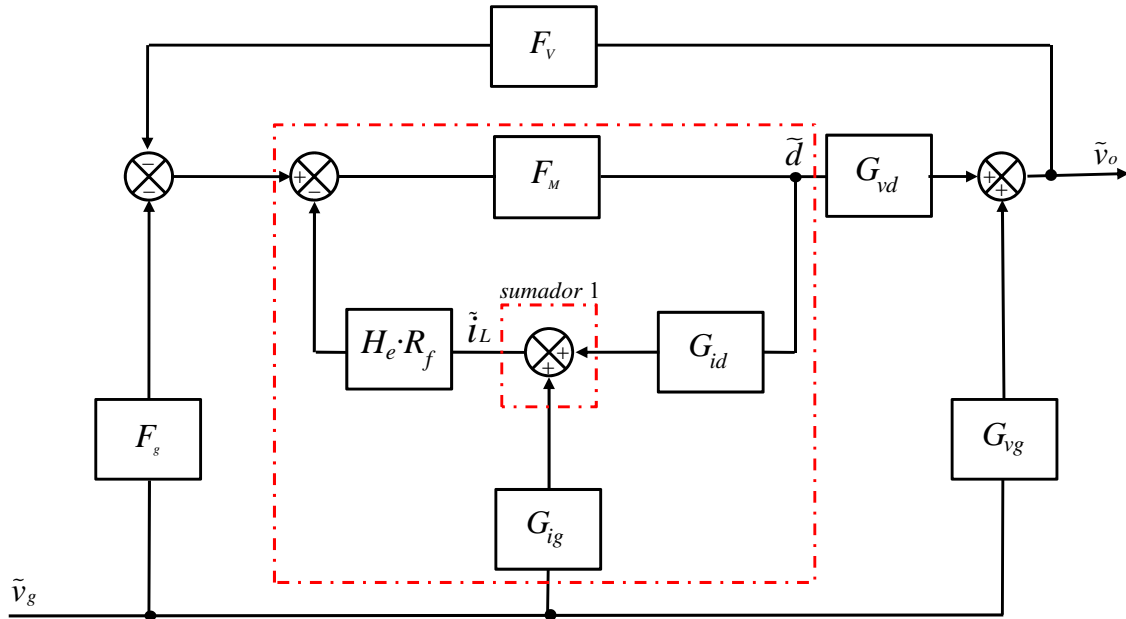 F_V
−
−
+
−
F_M
d̃
G_vd
+
+
ṽ_o
sumador 1
H_e·R_f
ĩ_L
+
+
G_id
F_g
G_ig
G_vg
ṽ_g